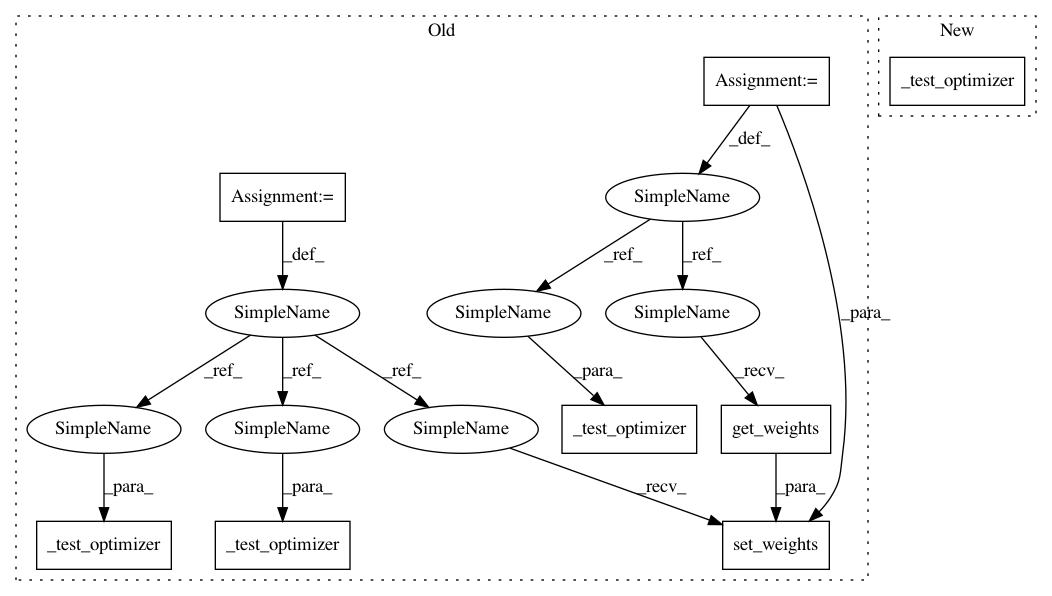 Old
New
Assignment:=
_test_optimizer
_def_
Assignment:=
SimpleName
_def_
_ref_
_ref_
SimpleName
SimpleName
SimpleName
_para_
_ref_
_ref_
_ref_
_para_
_recv_
SimpleName
SimpleName
SimpleName
_test_optimizer
get_weights
_para_
_para_
_recv_
_para_
_test_optimizer
_test_optimizer
set_weights